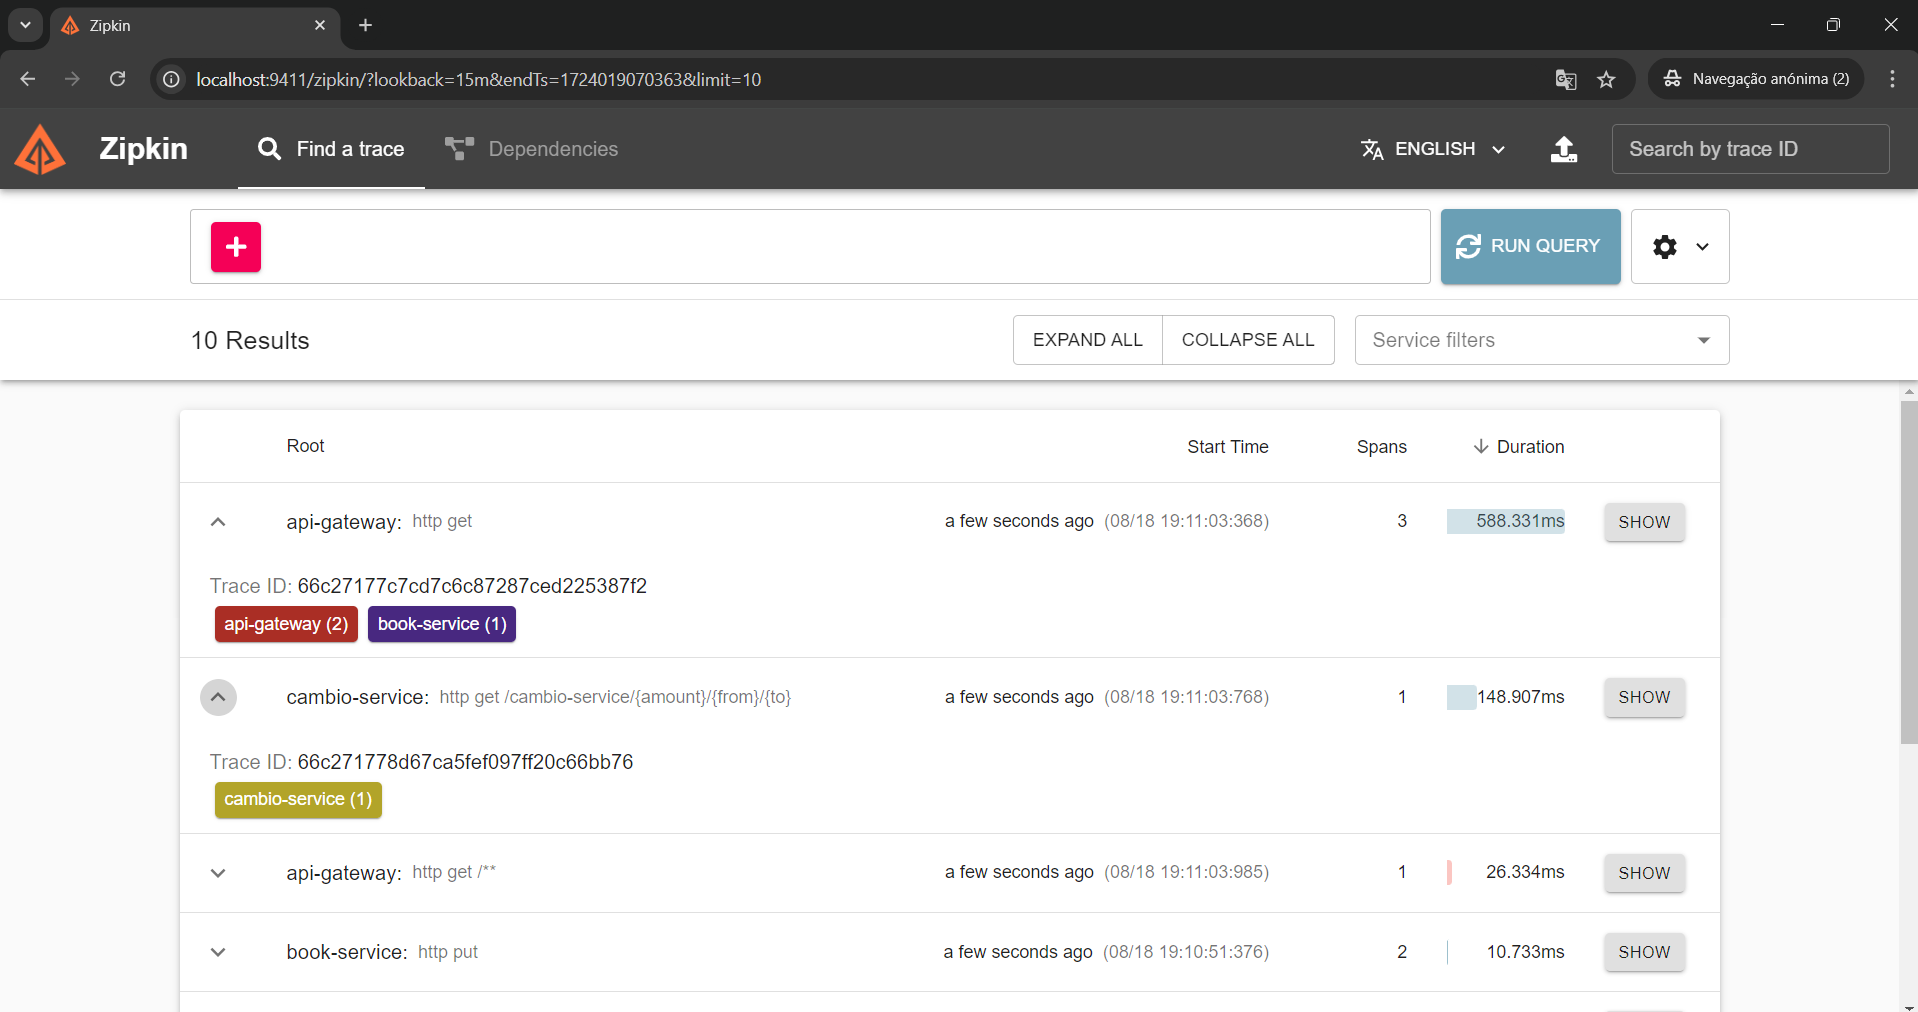 Zipkin
localhost:9411/zipkin/?lookback=15m&endTs=1724019070363&limit=10
Navegação anónima (2)
Zipkin
Find a trace
Dependencies
ENGLISH
Search by trace ID
RUN QUERY
10 Results
EXPAND ALL
COLLAPSE ALL
Service filters
Root Start Time Spans Duration
api-gateway: http get a few seconds ago (08/18 19:11:03:368) 3 588.331ms SHOW
Trace ID: 66c27177c7cd7c6c87287ced225387f2
api-gateway (2) book-service (1)
cambio-service: http get /cambio-service/{amount}/{from}/{to} a few seconds ago (08/18 19:11:03:768) 1 148.907ms SHOW
Trace ID: 66c271778d67ca5fef097ff20c66bb76
cambio-service (1)
api-gateway: http get /** a few seconds ago (08/18 19:11:03:985) 1 26.334ms SHOW
book-service: http put a few seconds ago (08/18 19:10:51:376) 2 10.733ms SHOW